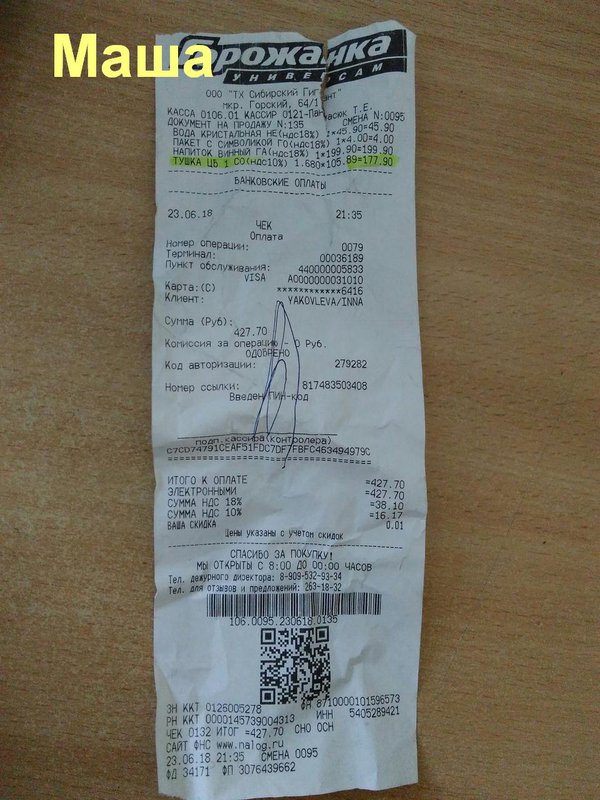 Маша
Горожанка
УНИВЕРСАМ
ООО "ТХ Сибирский Гигант"
мкр. Горский, 64/1
КАССА 0106.01 КАССИР 0121-Панасюк Т.Е.
ДОКУМЕНТ НА ПРОДАЖУ N:135 СМЕНА N:0095
ВОДА КРИСТАЛЬНАЯ НЕ(НДС18%) 1*45.90=45.90
ПАКЕТ С СИМВОЛИКОЙ ГО(НДС18%) 1*4.00=4.00
НАПИТОК ВИННЫЙ ГА(НДС18%) 1*199.90=199.90
ТУШКА ЦБ 1 СО(НДС10%) 1.680*105.89=177.90
БАНКОВСКИЕ ОПЛАТЫ
23.06.18 21:35
ЧЕК
Оплата
Номер операции: 0079
Терминал: 00036189
Пункт обслуживания: 440000005833
VISA A0000000031010
Карта:(C) ************6416
Клиент: YAKOVLEVA/INNA
Сумма (Руб):
427.70
Комиссия за операцию - 0 Руб.
ОДОБРЕНО
Код авторизации: 279282
Номер ссылки: 817483503408
Введен ПИН-код
подп.кассира(контролера)
C7CD74791CEAF51FDC7DF7FBFC463494979C
ИТОГО К ОПЛАТЕ =427.70
ЭЛЕКТРОННЫМИ =427.70
СУММА НДС 18% =38.10
СУММА НДС 10% =16.17
ВАША СКИДКА 0.01
Цены указаны с учетом скидок
СПАСИБО ЗА ПОКУПКУ!
МЫ ОТКРЫТЫ С 8:00 ДО 00:00 ЧАСОВ
Тел. дежурного директора: 8-909-532-93-34
Тел. для отзывов и предложений: 263-18-32
106.0095.230618.0135
ЗН ККТ 0126005278 ФП 8710000101596573
РН ККТ 0000145739004313 ИНН 5405289421
ЧЕК 0132 ИТОГ =427.70 СНО ОСН
САЙТ ФНС www.nalog.ru
23.06.18 21:35 СМЕНА 0095
ФД 34171 ФП 3076439662